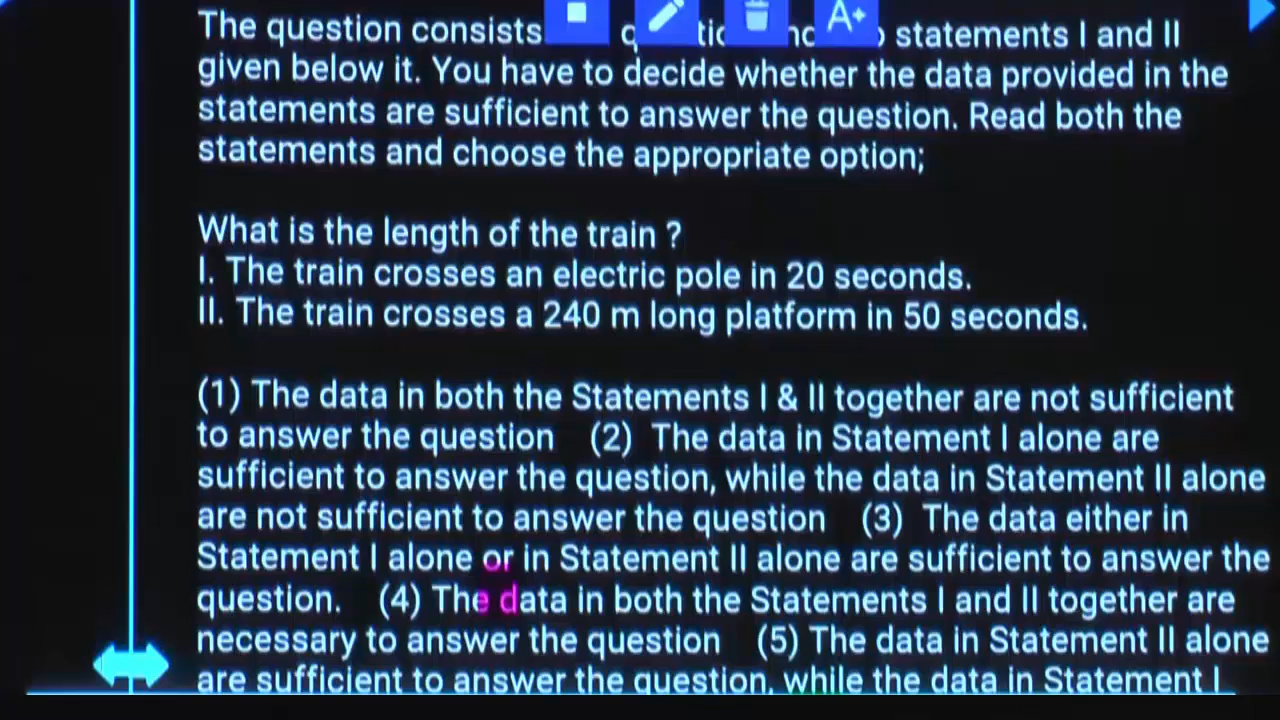 The question consists statements I and II
given below it. You have to decide whether the data provided in the
statements are sufficient to answer the question. Read both the
statements and choose the appropriate option;
What is the length of the train ?
I. The train crosses an electric pole in 20 seconds.
II. The train crosses a 240 m long platform in 50 seconds.
(1) The data in both the Statements I & II together are not sufficient
to answer the question (2) The data in Statement I alone are
sufficient to answer the question, while the data in Statement II alone
are not sufficient to answer the question (3) The data either in
Statement I alone or in Statement II alone are sufficient to answer the
question. (4) The data in both the Statements I and II together are
necessary to answer the question (5) The data in Statement II alone
are sufficient to answer the question, while the data in Statement I